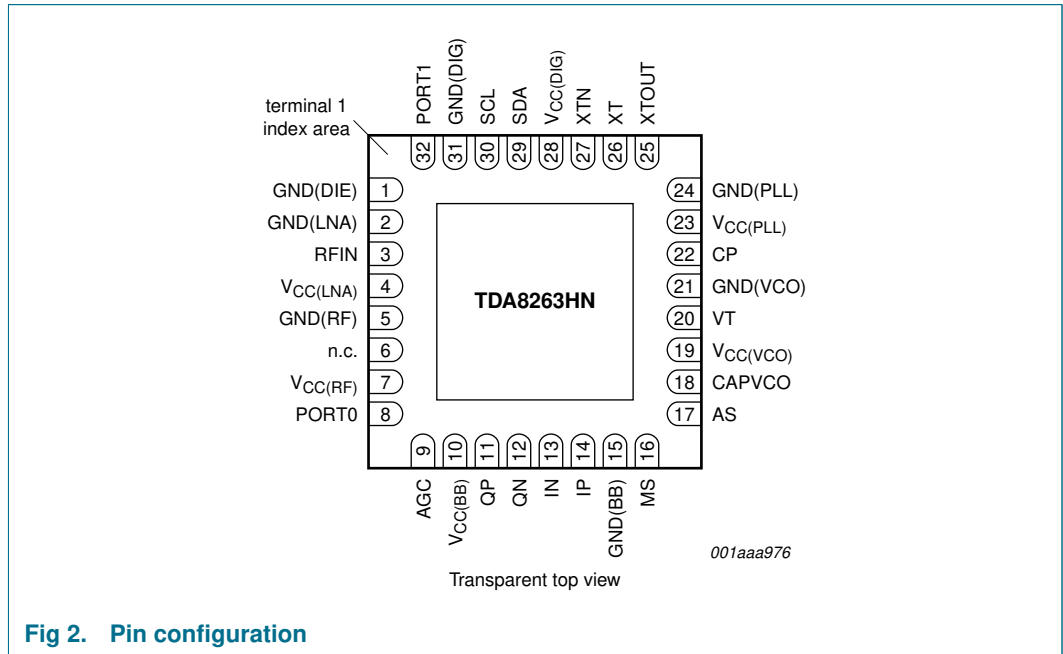 PORT1
GND(DIG)
SCL
SDA
VCC(DIG)
XTN
XT
XTOUT
terminal 1
index area
32
31
30
29
28
27
26
25
GND(DIE) 1
GND(LNA) 2
RFIN 3
VCC(LNA) 4
GND(RF) 5
n.c. 6
VCC(RF) 7
PORT0 8
TDA8263HN
24 GND(PLL)
23 VCC(PLL)
22 CP
21 GND(VCO)
20 VT
19 VCC(VCO)
18 CAPVCO
17 AS
9
10
11
12
13
14
15
16
AGC
VCC(BB)
QP
QN
IN
IP
GND(BB)
MS
001aaa976
Transparent top view
Fig 2. Pin configuration